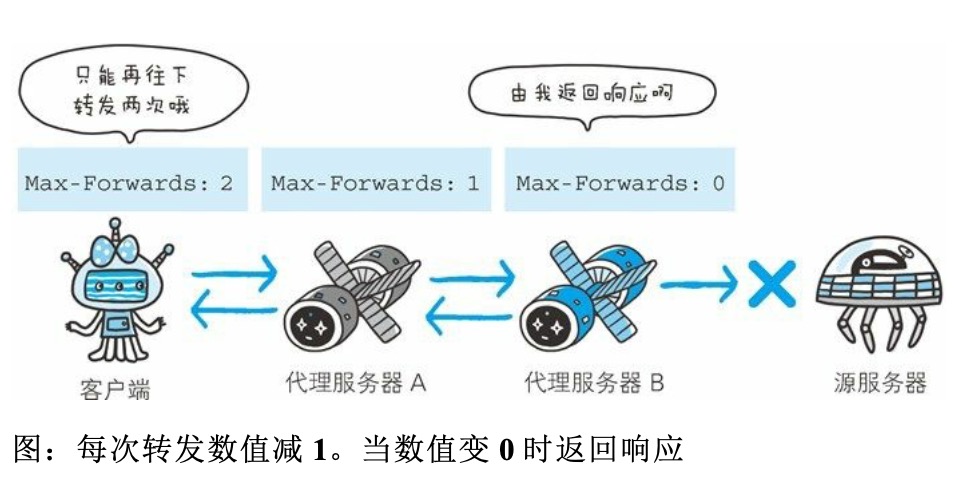 只能再往下
转发两次哦
由我返回响应啊
Max-Forwards: 2
Max-Forwards: 1
Max-Forwards: 0
客户端
代理服务器 A
代理服务器 B
源服务器
图：每次转发数值减 1。当数值变 0 时返回响应